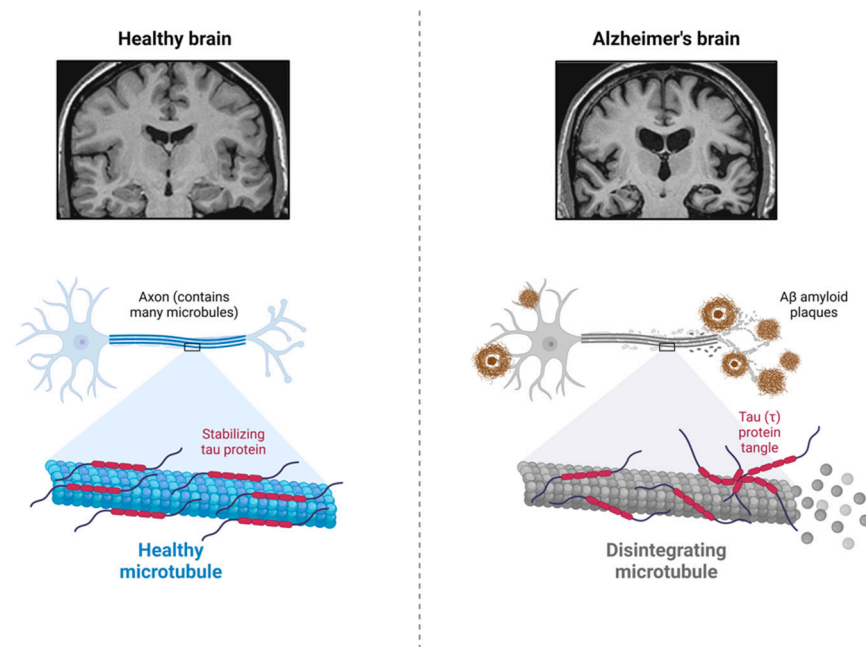 Healthy brain
Axon (contains
many microbules)
Stabilizing
tau protein
Healthy
microtubule
Alzheimer's brain
Aβ amyloid
plaques
Tau (τ)
protein
tangle
Disintegrating
microtubule